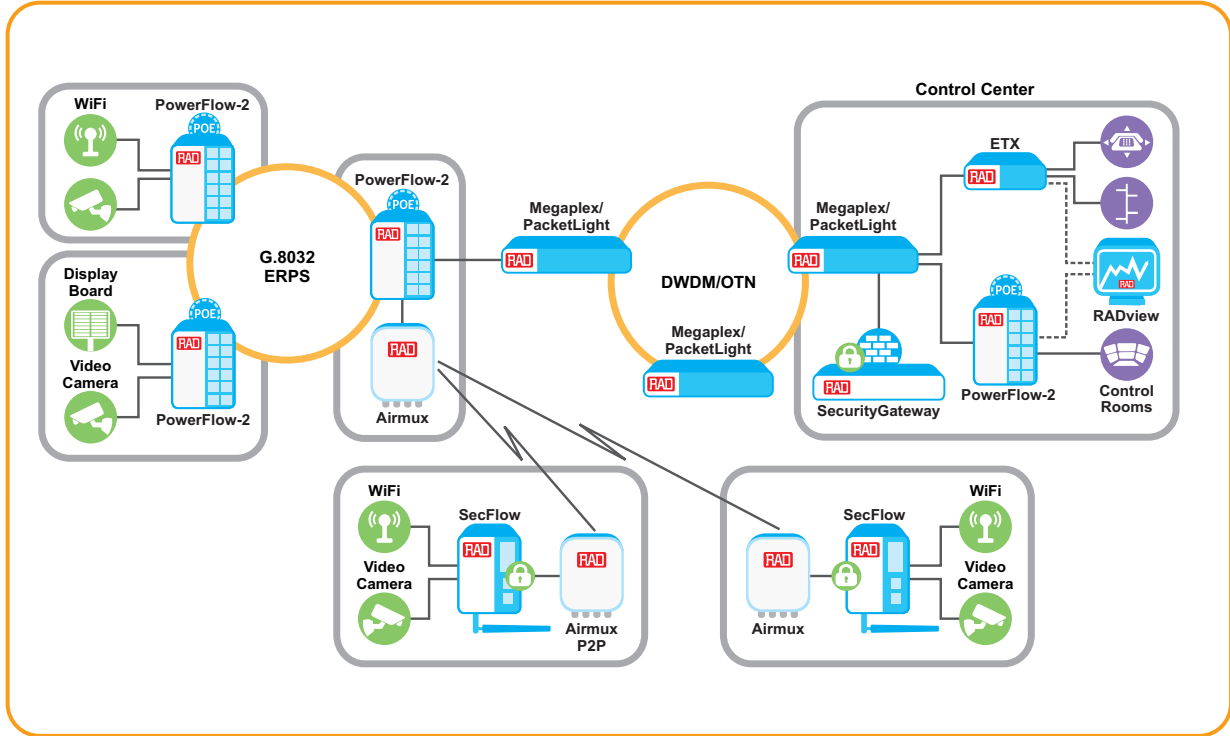 Control Center
WiFi
PowerFlow-2
POE
RAD
PowerFlow-2
POE
RAD
G.8032
ERPS
Display
Board
Video
Camera
POE
RAD
PowerFlow-2
RAD
Airmux
Megaplex/
PacketLight
RAD
DWDM/OTN
Megaplex/
PacketLight
RAD
Megaplex/
PacketLight
RAD
ETX
RAD
RAD
RADview
POE
RAD
PowerFlow-2
Control
Rooms
RAD
SecurityGateway
WiFi
SecFlow
RAD
Video
Camera
RAD
Airmux
P2P
RAD
Airmux
SecFlow
RAD
WiFi
Video
Camera